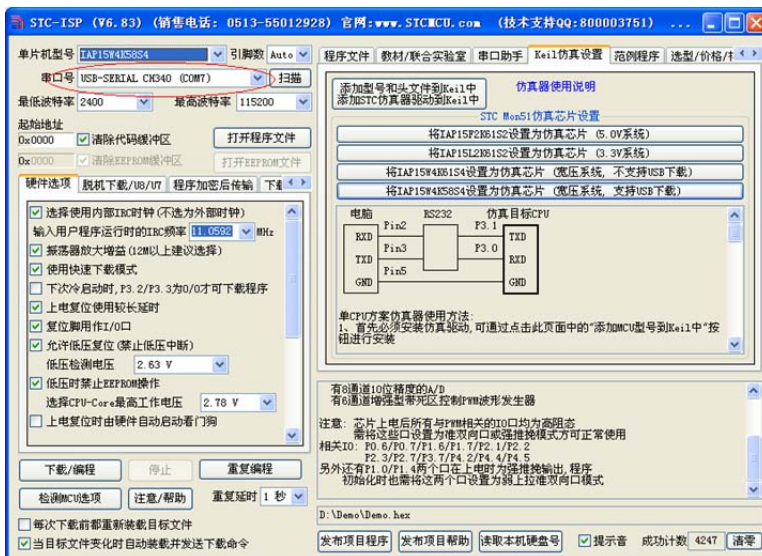 STC-ISP (V6.83) (销售电话: 0513-55012928) 官网:www.STCMCU.com (技术支持QQ:800003751) ...
单片机型号 IAP15W4K58S4 引脚数 Auto
串口号 USB-SERIAL CH340 (COM7) 扫描
最低波特率 2400 最高波特率 115200
起始地址
0x0000 清除代码缓冲区 打开程序文件
0x0000 清除EEPROM缓冲区 打开EEPROM文件
硬件选项 脱机下载/U8/U7 程序加密后传输
选择使用内部IRC时钟(不选为外部时钟)
输入用户程序运行时的IRC频率 11.0592 MHz
振荡器放大增益(12M以上建议选择)
使用快速下载模式
下次冷启动时,P3.2/P3.3为0/0才可下载程序
上电复位使用较长延时
复位脚用作I/O口
允许低压复位(禁止低压中断)
低压检测电压 2.63 V
低压时禁止EEPROM操作
选择CPU-Core最高工作电压 2.78 V
上电复位时由硬件自动启动看门狗
下载/编程 停止 重复编程
检测MCU选项 注意/帮助 重复延时 1 秒
每次下载前都重新装载目标文件
当目标文件变化时自动装载并发送下载命令
程序文件 教材/联合实验室 串口助手 Keil仿真设置 范例程序 选型/价格/
添加型号和头文件到Keil中
添加STC仿真器驱动到Keil中
仿真器使用说明
STC Mon51仿真芯片设置
将IAP15F2K61S2设置为仿真芯片 (5.0V系统)
将IAP15L2K61S2设置为仿真芯片 (3.3V系统)
将IAP15W4K61S4设置为仿真芯片 (宽压系统, 不支持USB下载)
将IAP15W4K58S4设置为仿真芯片 (宽压系统, 支持USB下载)
电脑 RS232 仿真目标CPU
Pin2 P3.1
RXD TXD
Pin3 P3.0
TXD RXD
Pin5
GND GND
单CPU方案仿真器使用方法:
1、首先必须安装仿真驱动,可通过点击此页面中的"添加MCU型号到Keil中"按
钮进行安装
有8通道10位精度的A/D
有6通道增强型带死区控制PWM波形发生器
注意: 芯片上电后所有与PWM相关的IO口均为高阻态
需将这些口设置为准双向口或强推挽模式方可正常使用
相关IO: P0.6/P0.7/P1.6/P1.7/P2.1/P2.2
P2.3/P2.7/P3.7/P4.2/P4.4/P4.5
另外还有P1.0/P1.4两个口在上电时为强推挽输出,程序
初始化时也需将这两个口设置为弱上拉准双向口模式
D:\Demo\Demo.hex
发布项目程序 发布项目帮助 读取本机硬盘号 提示音 成功计数 4247 清零